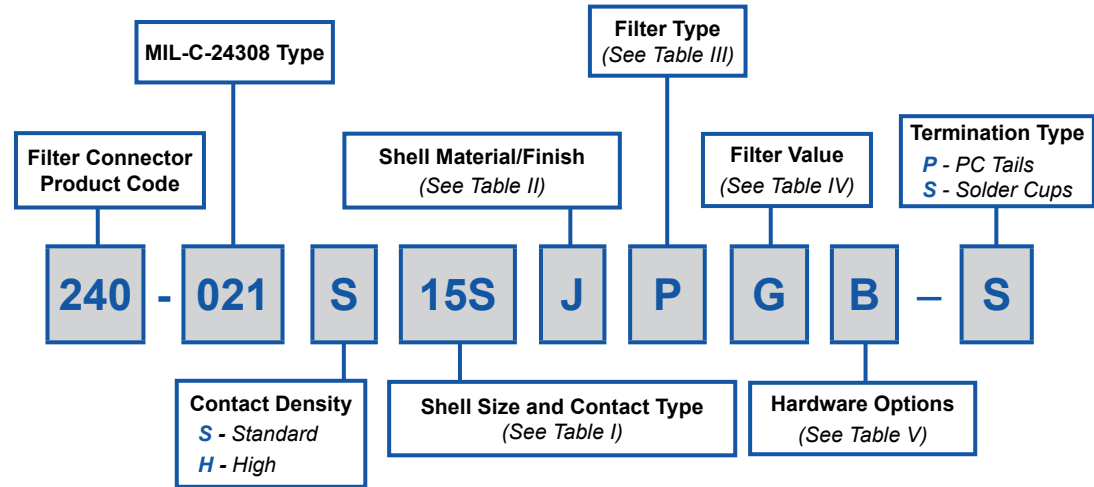 Filter Type
(See Table III)
MIL-C-24308 Type
Filter Connector
Product Code
Shell Material/Finish
(See Table II)
Filter Value
(See Table IV)
Termination Type
P - PC Tails
S - Solder Cups
240 - 021 S 15S J P G B – S
Contact Density
S - Standard
H - High
Shell Size and Contact Type
(See Table I)
Hardware Options
(See Table V)